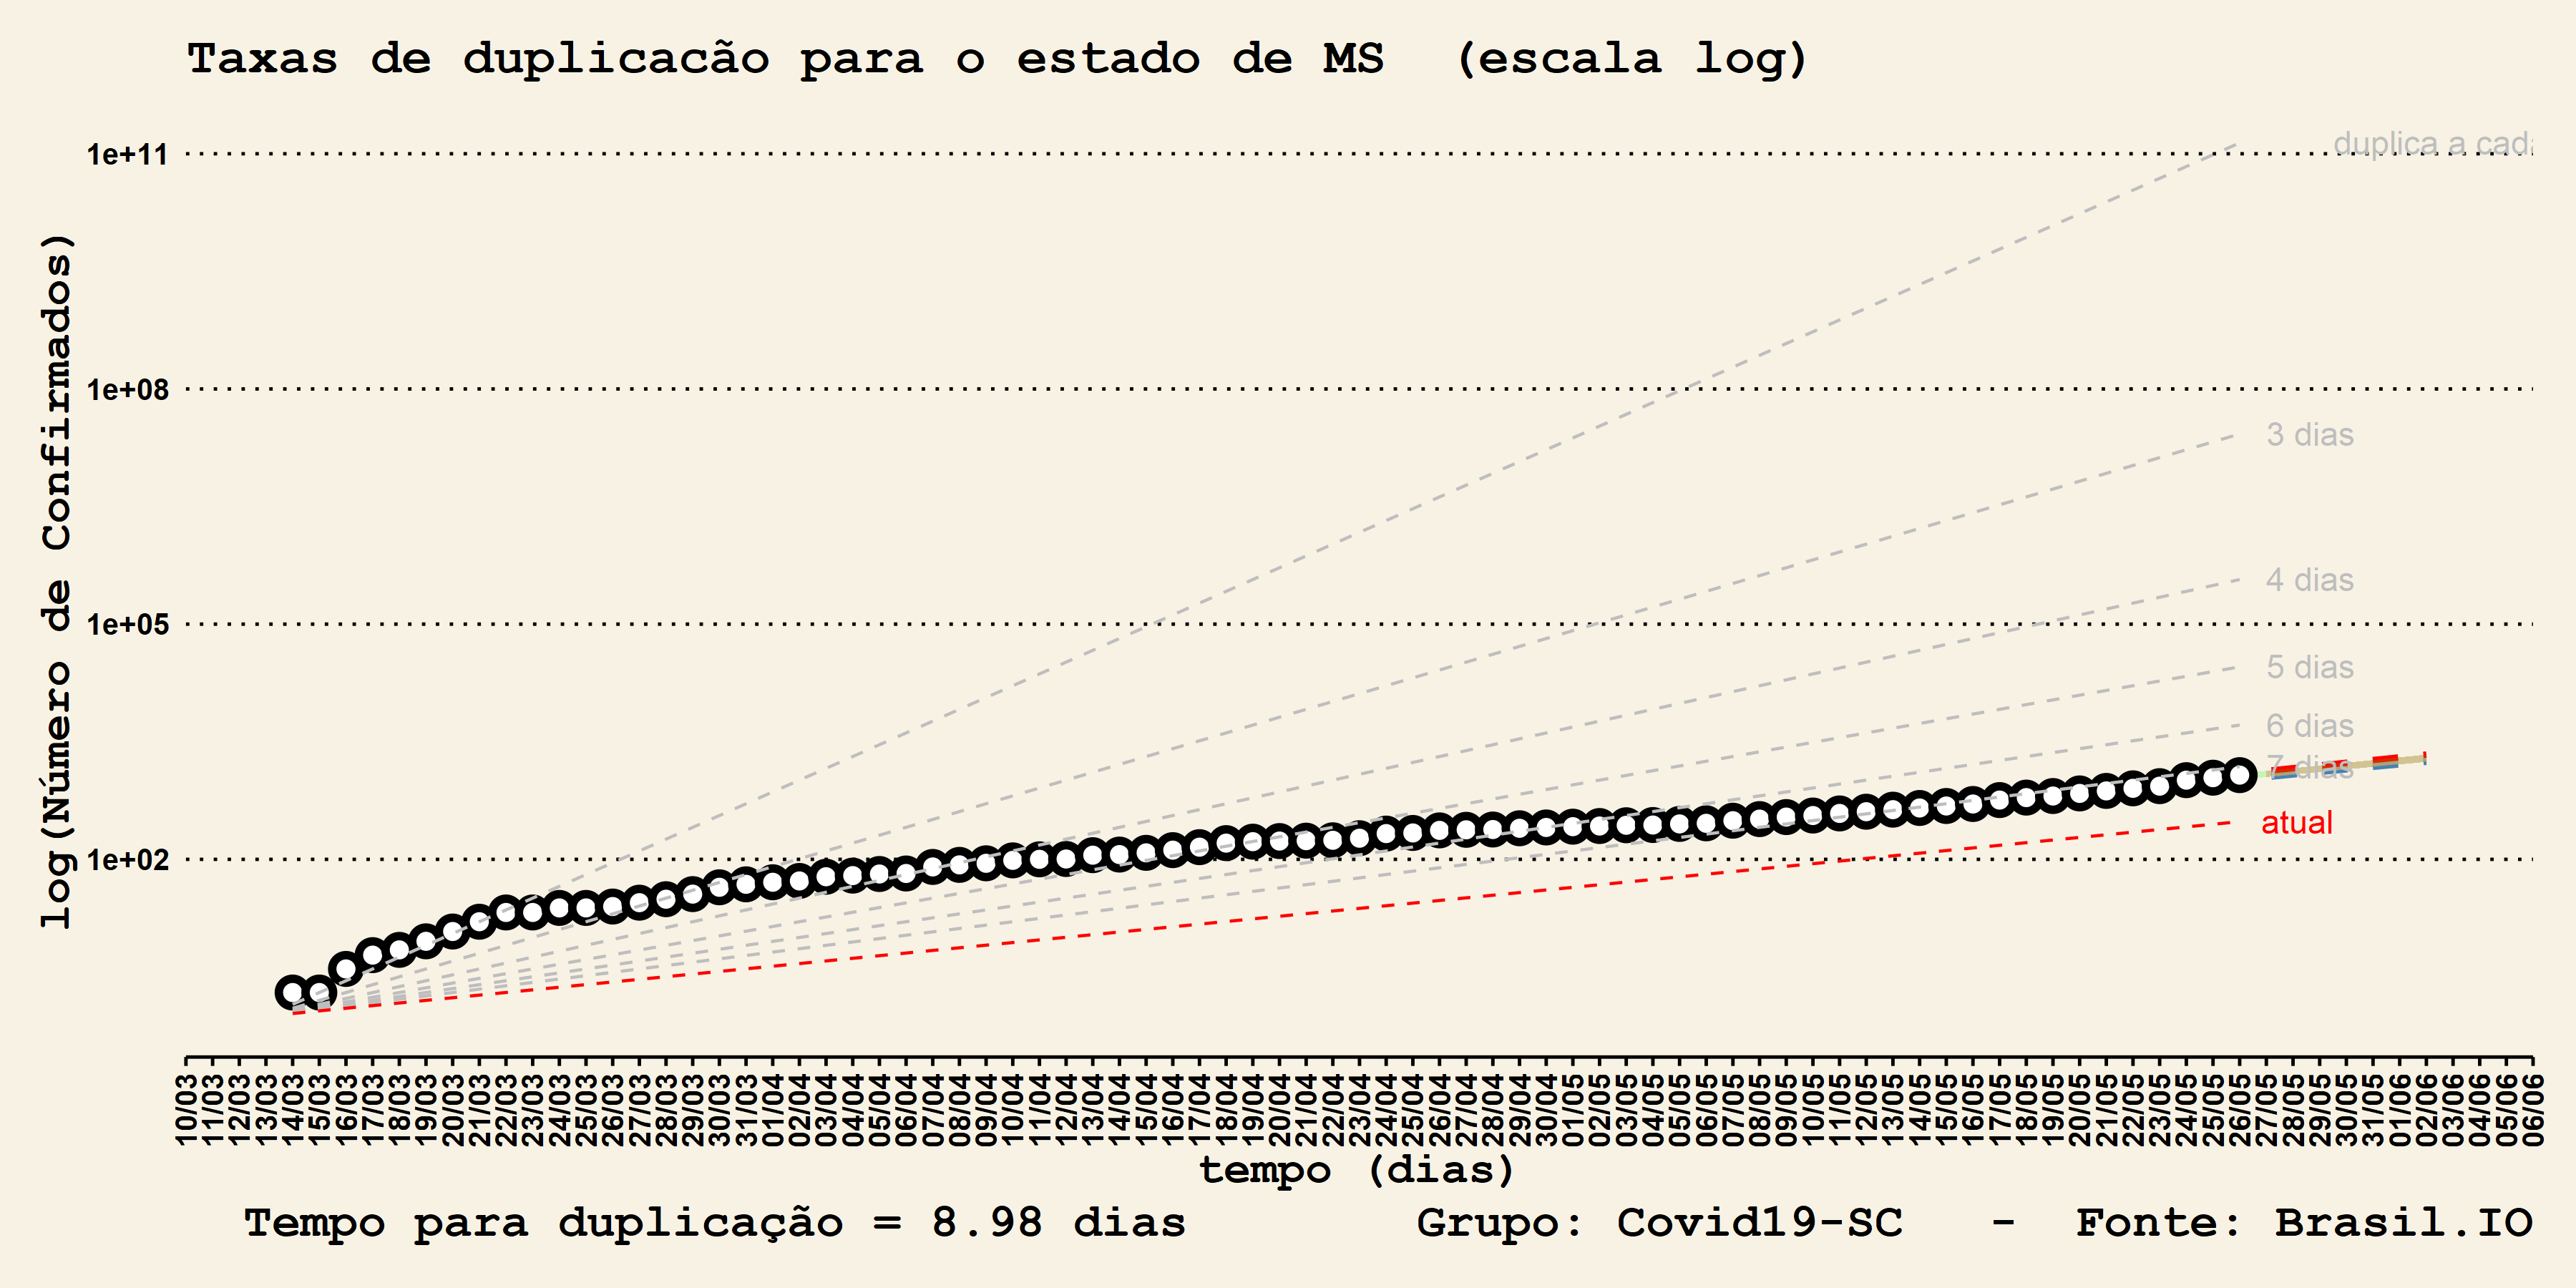 Taxas de duplicacão para o estado de MS (escala log)
log(Número de Confirmados)
1e+11
1e+08
1e+05
1e+02
duplica a cada
3 dias
4 dias
5 dias
6 dias
7 dias
atual
10/03 11/03 12/03 13/03 14/03 15/03 16/03 17/03 18/03 19/03 20/03 21/03 22/03 23/03 24/03 25/03 26/03 27/03 28/03 29/03 30/03 31/03 01/04 02/04 03/04 04/04 05/04 06/04 07/04 08/04 09/04 10/04 11/04 12/04 13/04 14/04 15/04 16/04 17/04 18/04 19/04 20/04 21/04 22/04 23/04 24/04 25/04 26/04 27/04 28/04 29/04 30/04 01/05 02/05 03/05 04/05 05/05 06/05 07/05 08/05 09/05 10/05 11/05 12/05 13/05 14/05 15/05 16/05 17/05 18/05 19/05 20/05 21/05 22/05 23/05 24/05 25/05 26/05 27/05 28/05 29/05 30/05 31/05 01/06 02/06 03/06 04/06 05/06 06/06
tempo (dias)
Tempo para duplicação = 8.98 dias Grupo: Covid19-SC - Fonte: Brasil.IO